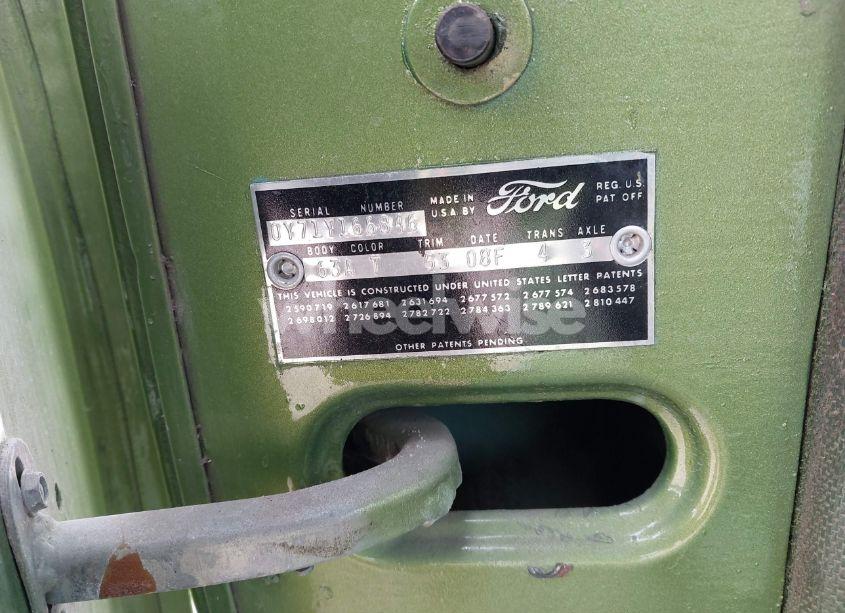 SERIAL NUMBER MADE IN U.S.A BY Ford REG. U.S. PAT OFF
0Y71Y166846
BODY COLOR TRIM DATE TRANS AXLE
63A T 53 08F 4 3
THIS VEHICLE IS CONSTRUCTED UNDER UNITED STATES LETTER PATENTS
2590719 2617681 2631694 2677572 2677574 2683578
2698012 2726894 2782722 2784363 2789621 2810447
OTHER PATENTS PENDING
wheelwise